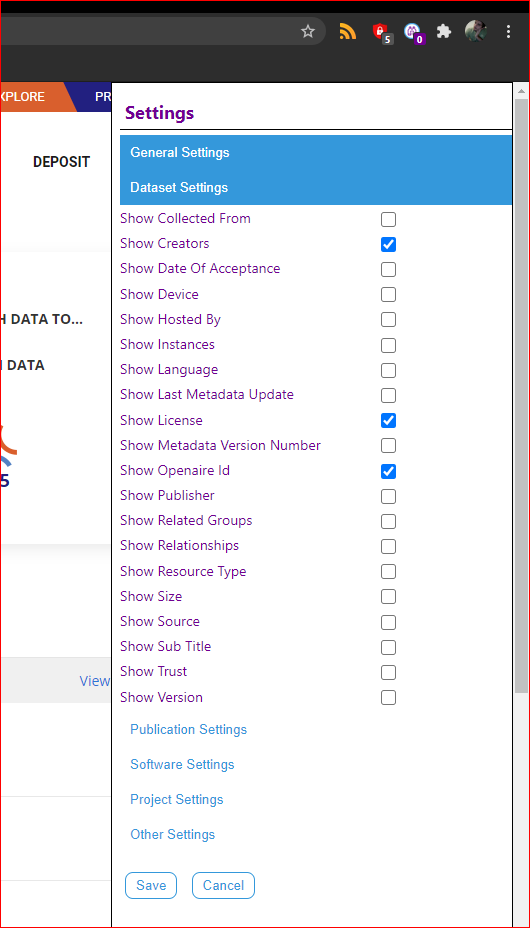 5
0
XPLORE
PR
DEPOSIT
H DATA TO...
DATA
5
View
Settings
General Settings
Dataset Settings
Show Collected From
Show Creators
Show Date Of Acceptance
Show Device
Show Hosted By
Show Instances
Show Language
Show Last Metadata Update
Show License
Show Metadata Version Number
Show Openaire Id
Show Publisher
Show Related Groups
Show Relationships
Show Resource Type
Show Size
Show Source
Show Sub Title
Show Trust
Show Version
Publication Settings
Software Settings
Project Settings
Other Settings
Save Cancel